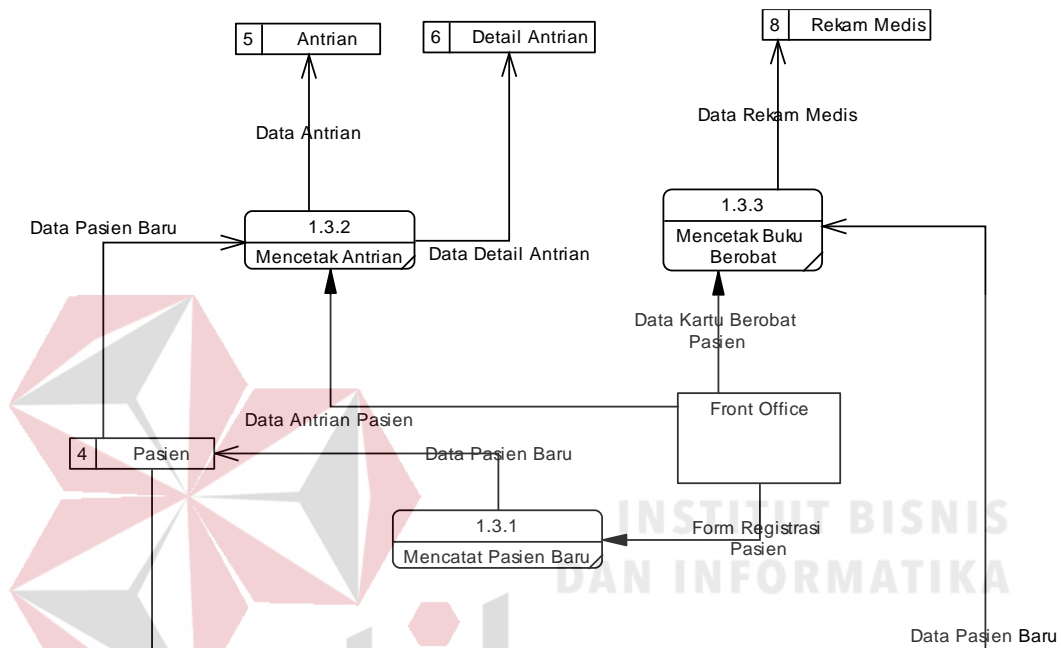 5 Antrian
6 Detail Antrian
8 Rekam Medis
Data Antrian
Data Rekam Medis
Data Pasien Baru
1.3.2
Mencetak Antrian
Data Detail Antrian
1.3.3
Mencetak Buku
Berobat
Data Kartu Berobat
Pasien
Front Office
Data Antrian Pasien
4 Pasien
Data Pasien Baru
1.3.1
Mencatat Pasien Baru
Form Registrasi
Pasien
INSTITUT BISNIS
DAN INFORMATIKA
Data Pasien Baru